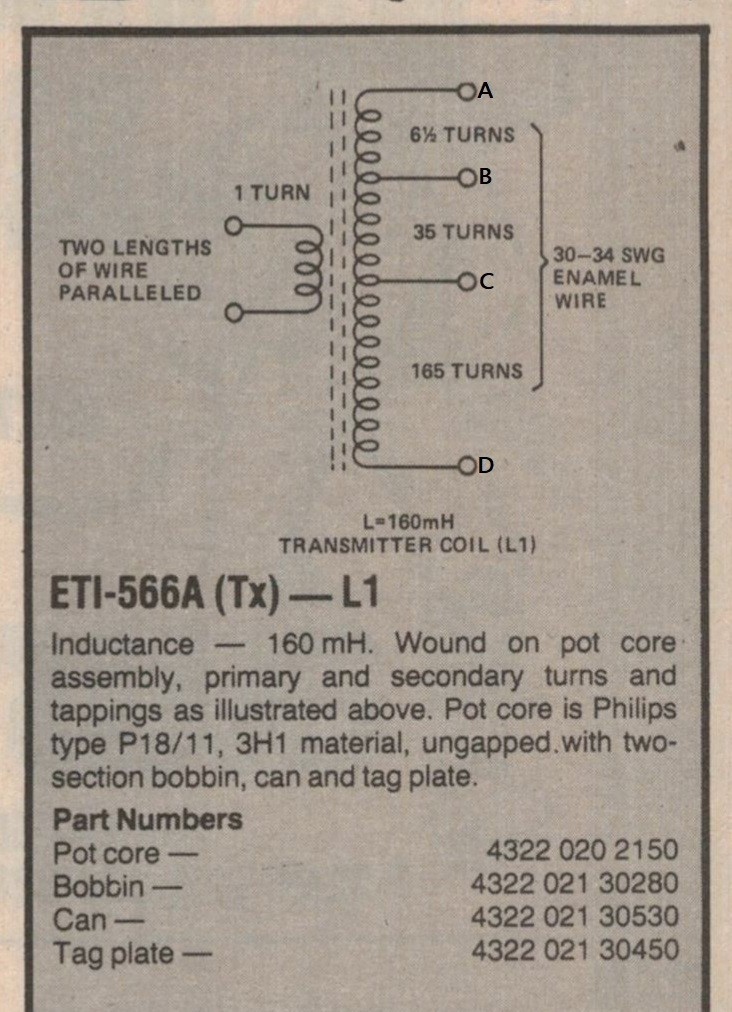 A
6½ TURNS
B
1 TURN
35 TURNS
TWO LENGTHS
OF WIRE
PARALLELED
C
30–34 SWG
ENAMEL
WIRE
165 TURNS
D
L=160mH
TRANSMITTER COIL (L1)
ETI-566A (Tx) — L1
Inductance — 160 mH. Wound on pot core
assembly, primary and secondary turns and
tappings as illustrated above. Pot core is Philips
type P18/11, 3H1 material, ungapped.with two-
section bobbin, can and tag plate.
Part Numbers
Pot core — 4322 020 2150
Bobbin — 4322 021 30280
Can — 4322 021 30530
Tag plate — 4322 021 30450